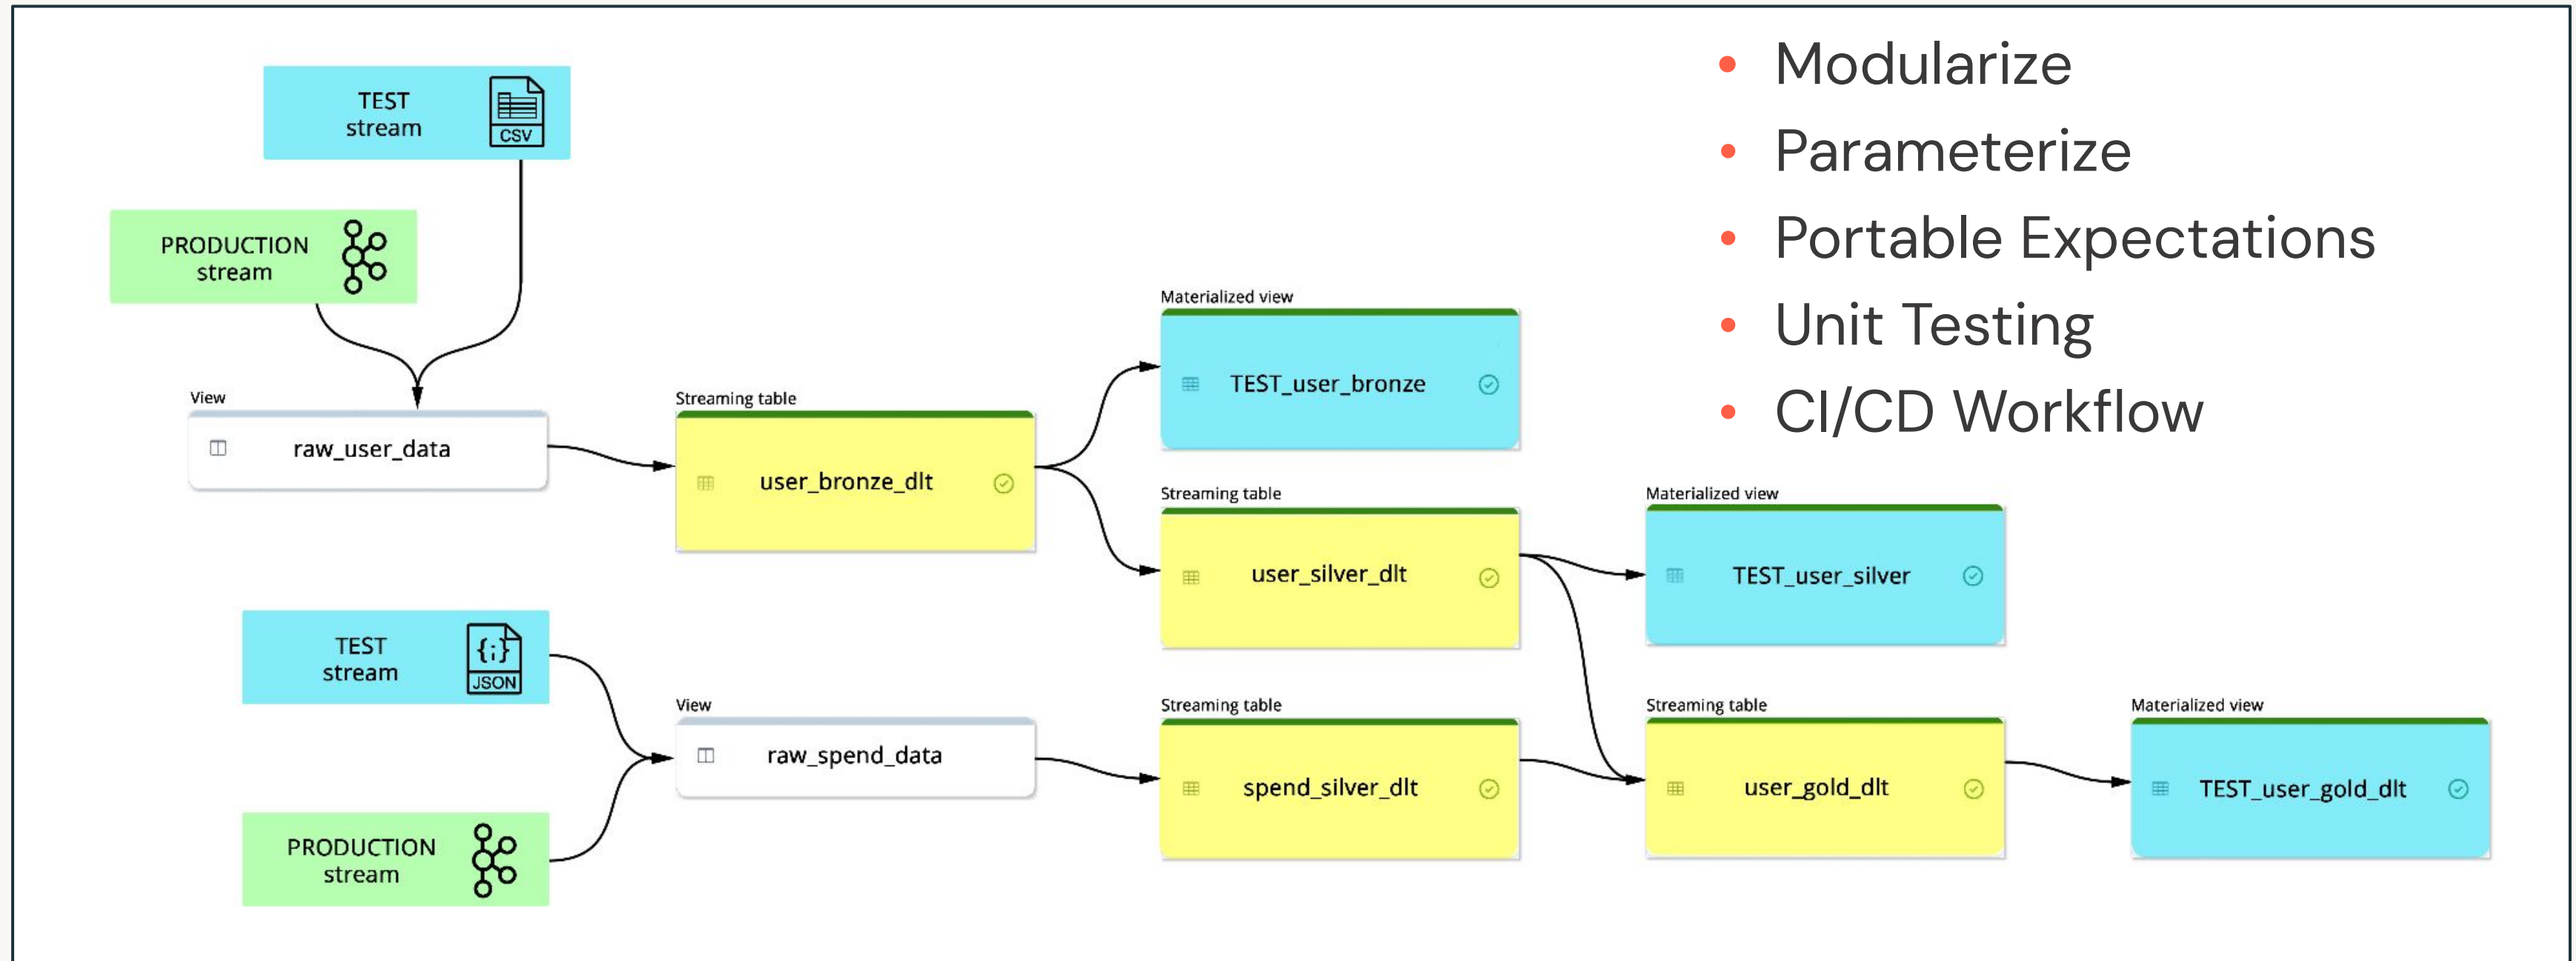 TEST
stream
CSV
PRODUCTION
stream
View
raw_user_data
Streaming table
user_bronze_dlt
Materialized view
TEST_user_bronze
Streaming table
user_silver_dlt
Materialized view
TEST_user_silver
TEST
stream
{;}
JSON
PRODUCTION
stream
View
raw_spend_data
Streaming table
spend_silver_dlt
Streaming table
user_gold_dlt
Materialized view
TEST_user_gold_dlt
• Modularize
• Parameterize
• Portable Expectations
• Unit Testing
• CI/CD Workflow